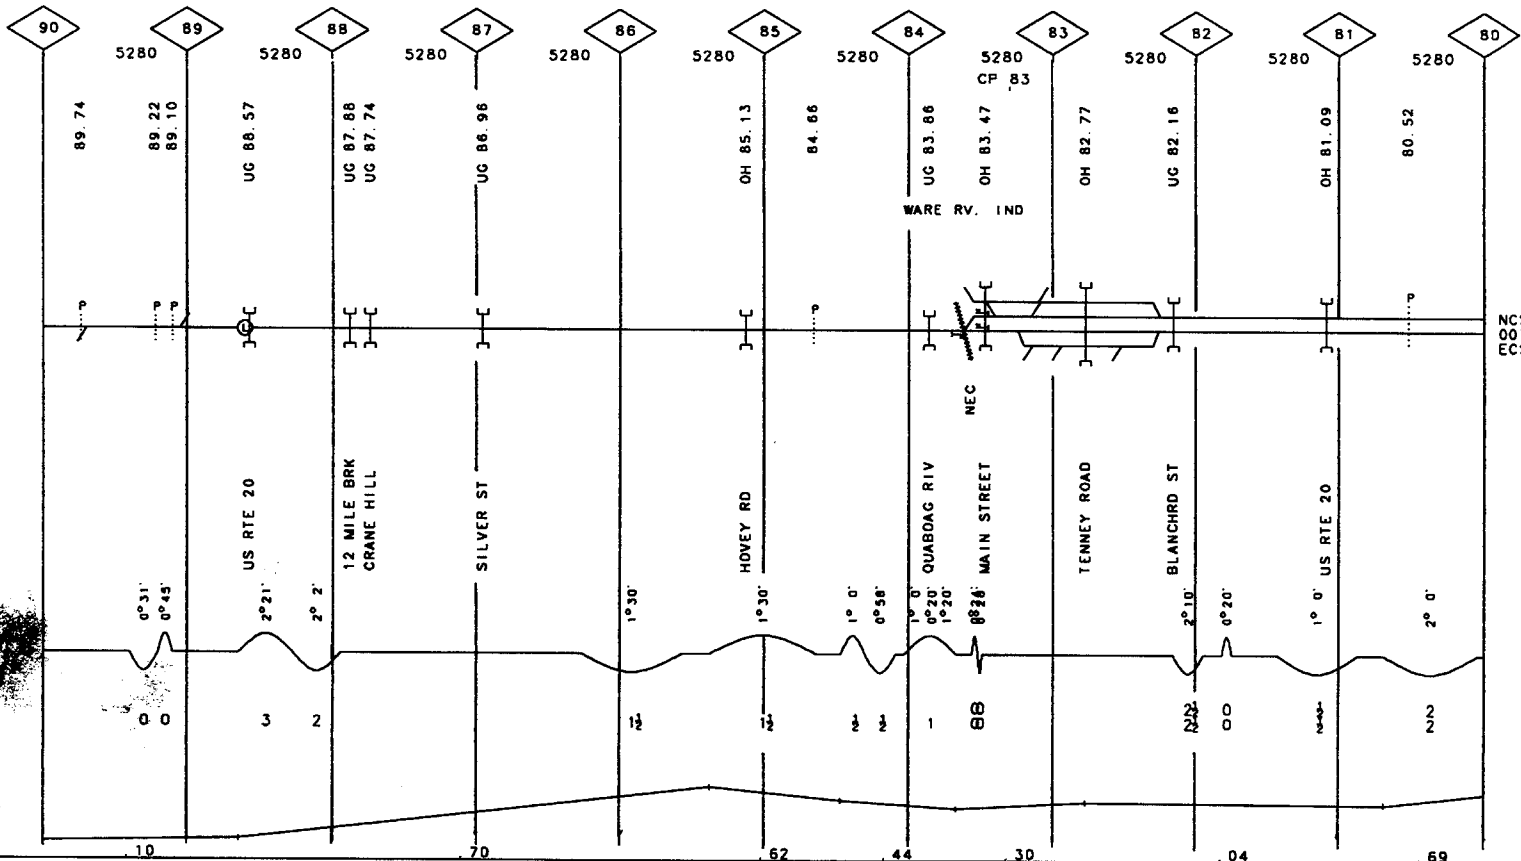 90 89 88 87 86 85 84 83 82 81 80
5280 5280 5280 5280 5280 5280 5280 5280 5280 5280
CP 83
89.74
89.22
89.10
UG 88.57
UG 87.88
UG 87.74
UG 86.96
OH 85.13
84.66
UG 83.86
OH 83.47
OH 82.77
UG 82.16
OH 81.09
80.52
WARE RV. IND
P P P P P
L
NC
00
EC
NEC
US RTE 20
12 MILE BRK
CRANE HILL
SILVER ST
HOVEY RD
QUABOAG RIV
MAIN STREET
TENNEY ROAD
BLANCHRD ST
US RTE 20
0°31'
0°45'
2°21'
2° 2'
1°30'
1°30'
1° 0'
0°58'
1° 0'
0°20'
1°20'
2°10'
0°20'
1° 0'
2° 0'
0 0 3 2 1½ 1½ ½ ½ 1
0
0
2
2
.10 .70 .62 .44 .30 .04 .69